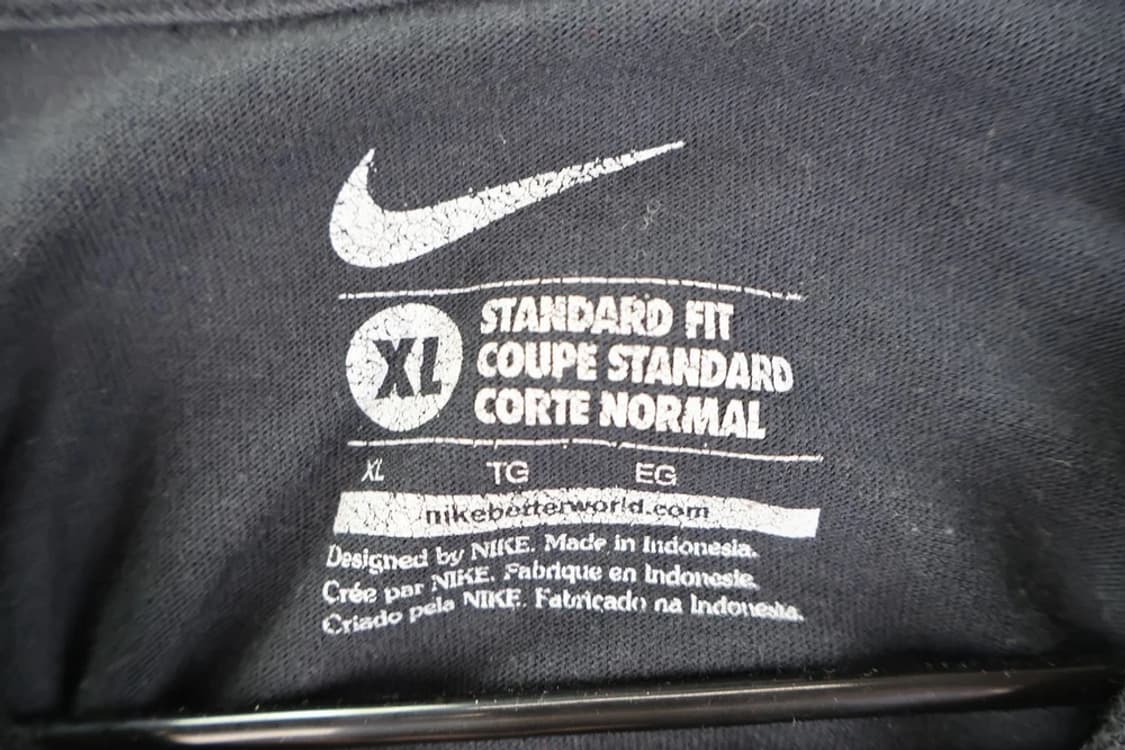 XL
STANDARD FIT
COUPE STANDARD
CORTE NORMAL
XL TG EG
nikebetterworld.com
Designed by NIKE. Made in Indonesia.
Crée par NIKE. Fabrique en Indonesie.
Criado pela NIKE. Fabricado na Indonesia.